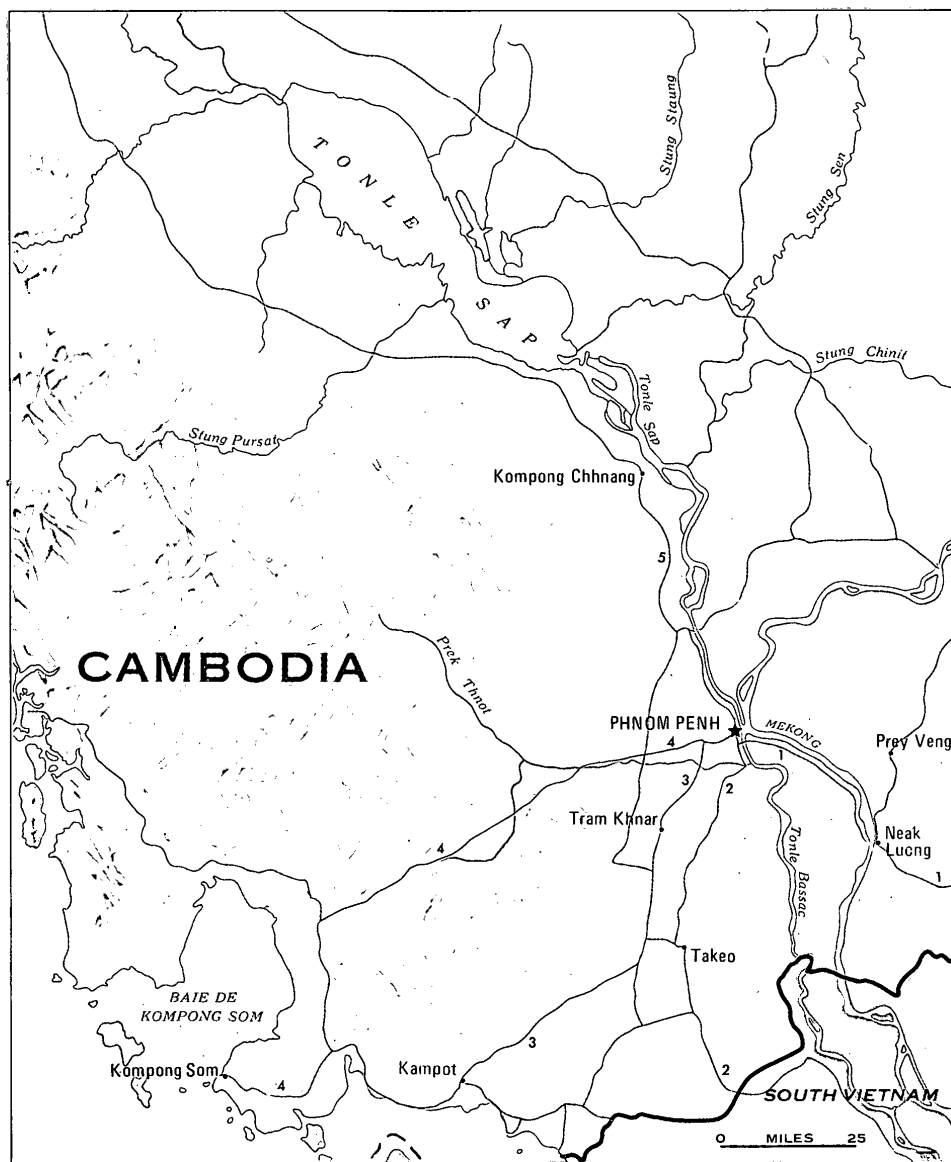 TONLE
SAP
Stung Staung
Stung Sen
Stung Chinit
Tonle Sap
Stung Pursat
Kompong Chhnang
5
Prek Thnot
CAMBODIA
PHNOM PENH
MEKONG
4
1
Prey Veng
3
2
Tram Khnar
Neak
Luong
4
1
Tonle Bassac
Takeo
BAIE DE
KOMPONG SOM
3
Kompong Som
4
Kampot
2
SOUTH VIETNAM
0 MILES 25